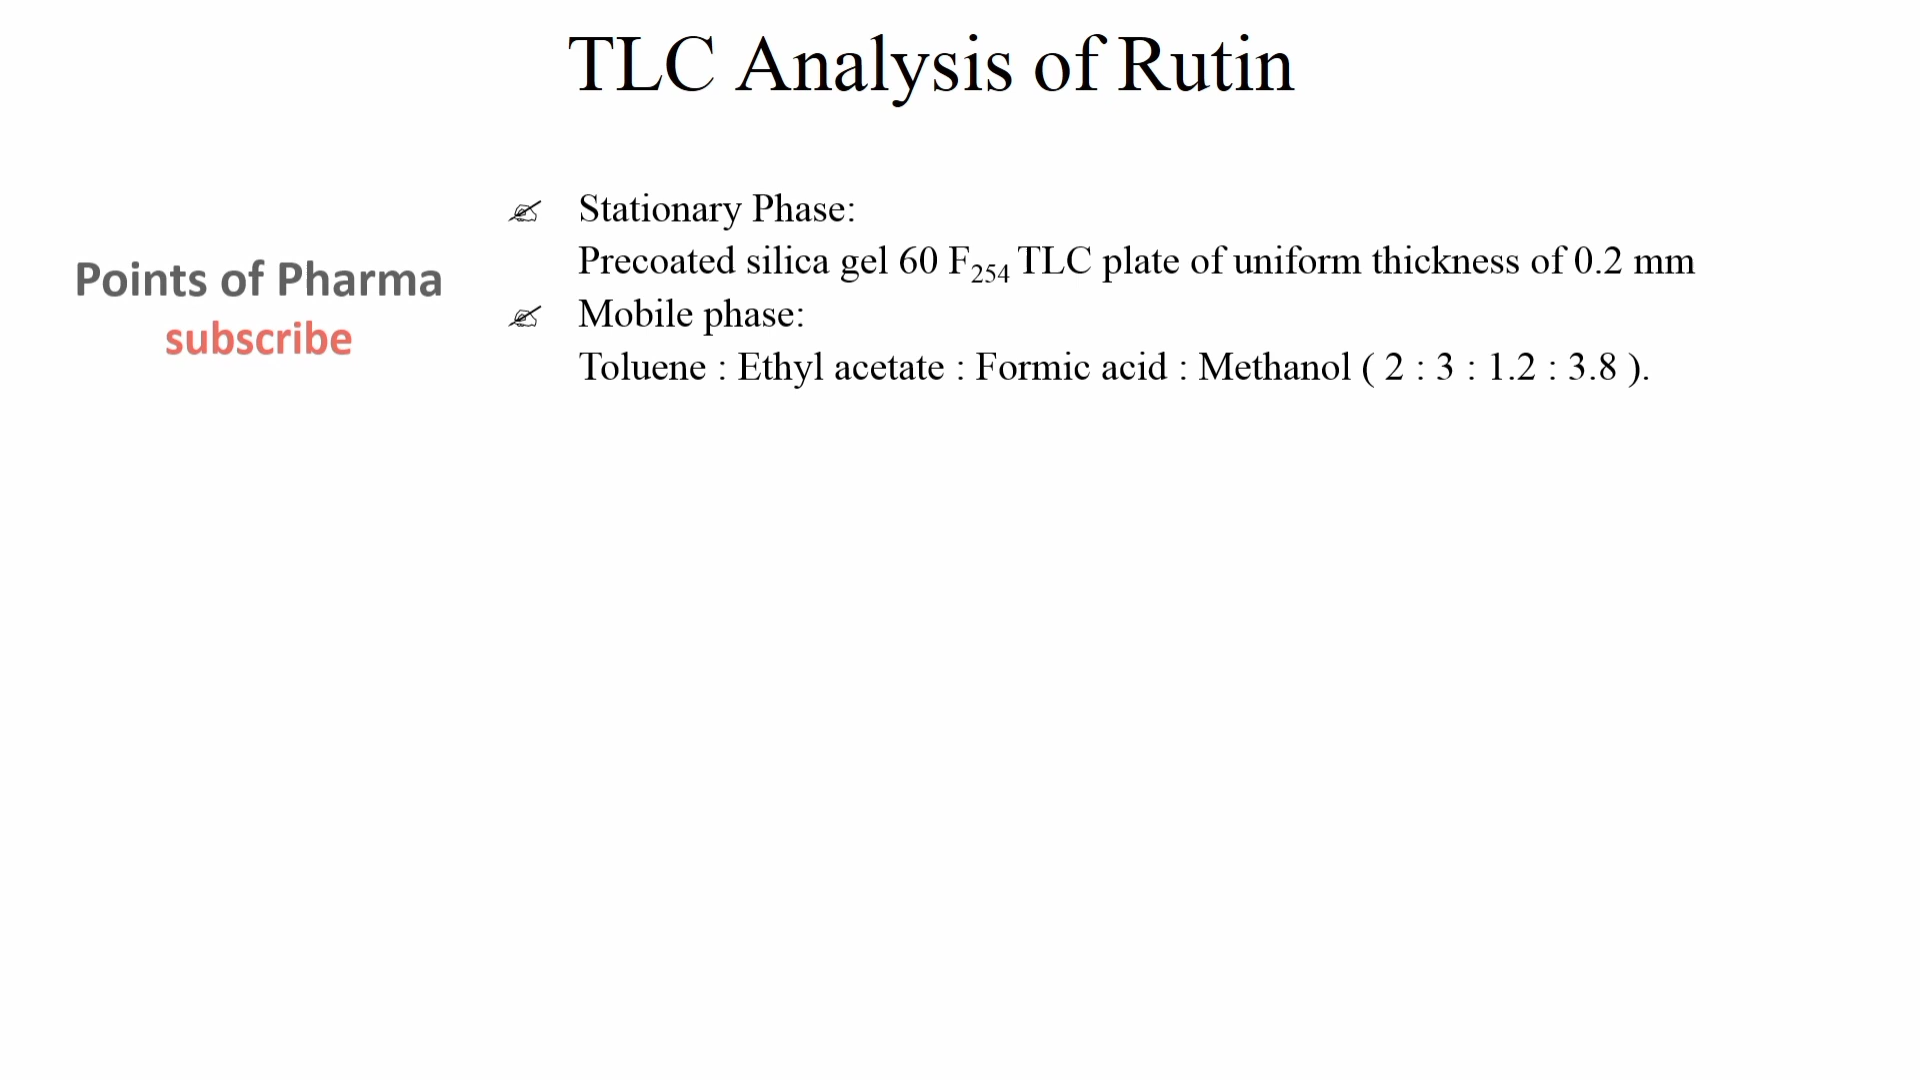 TLC Analysis of Rutin
Points of Pharma
subscribe
Stationary Phase:
Precoated silica gel 60 F254 TLC plate of uniform thickness of 0.2 mm
Mobile phase:
Toluene : Ethyl acetate : Formic acid : Methanol ( 2 : 3 : 1.2 : 3.8 ).